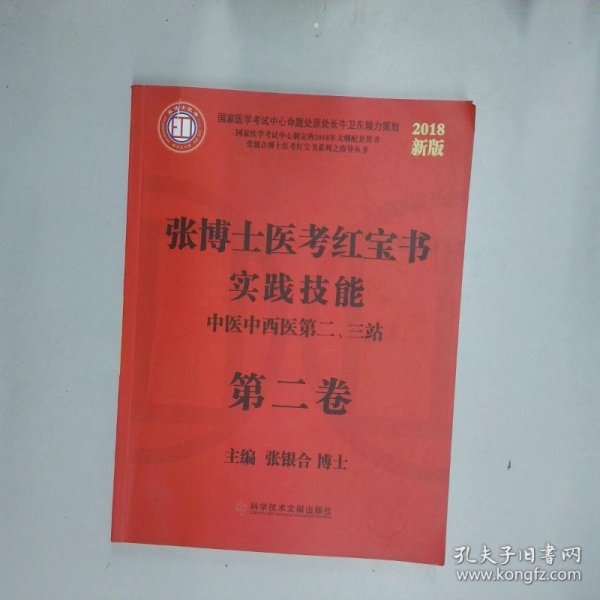 国家医学考试中心命题处原处长牛卫东倾力策划
国家医学考试中心制定的2018年大纲配套用书
张银合博士医考红宝书系列之指导丛书
2018
新版
张博士医考红宝书
实践技能
中医中西医第二、三站
第二卷
主编 张银合 博士
科学技术文献出版社
孔夫子旧书网
www.kongfz.com